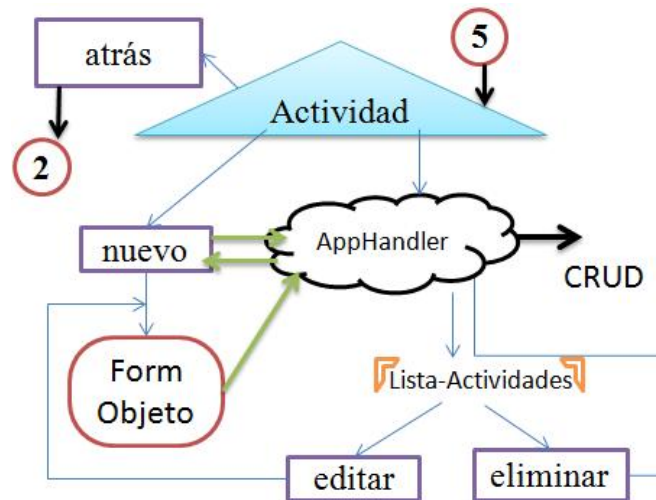 atrás
5
Actividad
2
AppHandler
nuevo
CRUD
Form
Objeto
Lista-Actividades
editar
eliminar